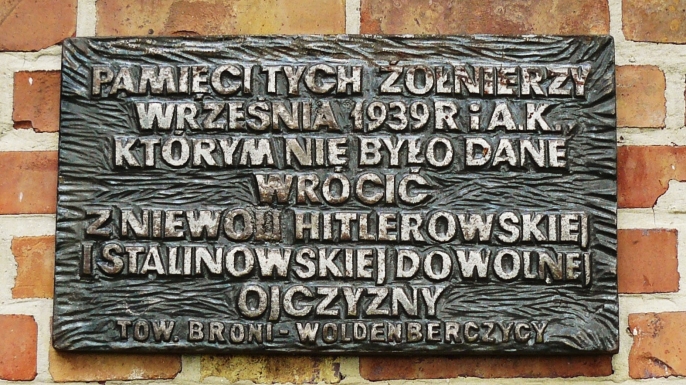 PAMIĘCI TYCH ŻOŁNIERZY
WRZEŚNIA 1939 R i A.K.
KTÓRYM NIE BYŁO DANE
WRÓCIĆ
Z NIEWOLI HITLEROWSKIEJ
I STALINOWSKIEJ DO WOLNEJ
OJCZYZNY
TOW. BRONI - WOLDENBERCZYCY